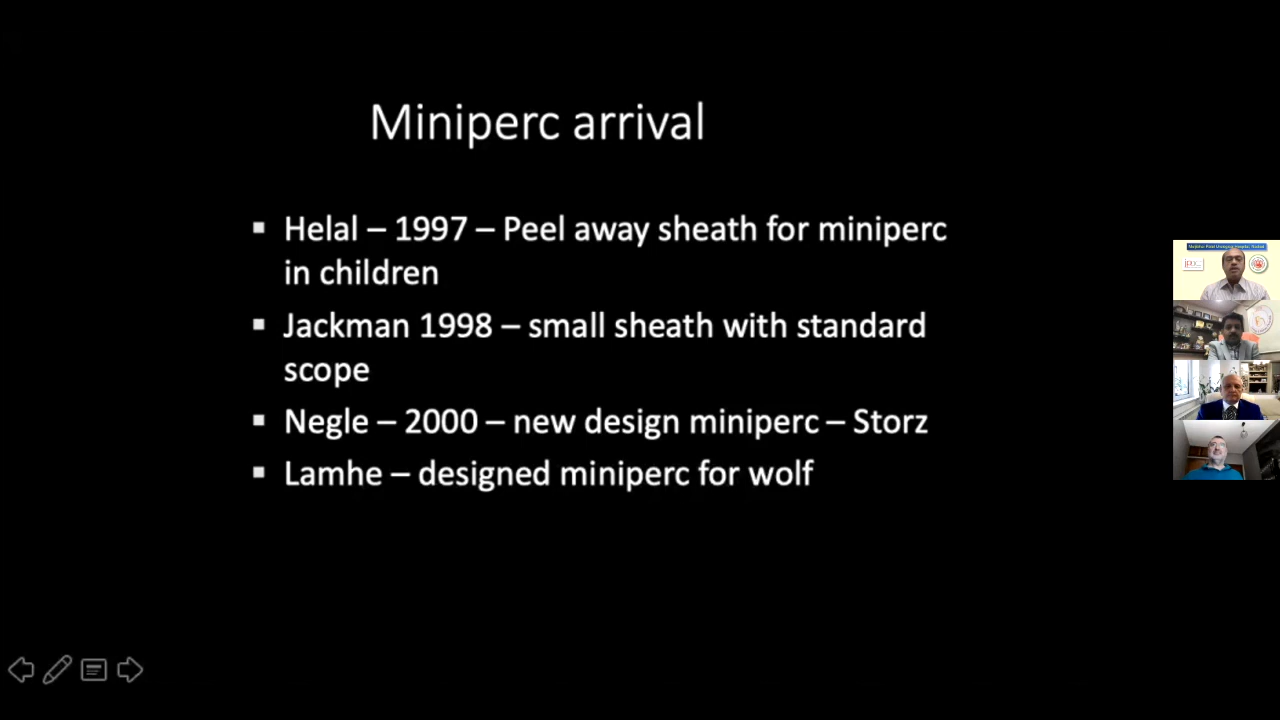 Miniperc arrival
▪ Helal – 1997 – Peel away sheath for miniperc
in children
▪ Jackman 1998 – small sheath with standard
scope
▪ Negle – 2000 – new design miniperc – Storz
▪ Lamhe – designed miniperc for wolf